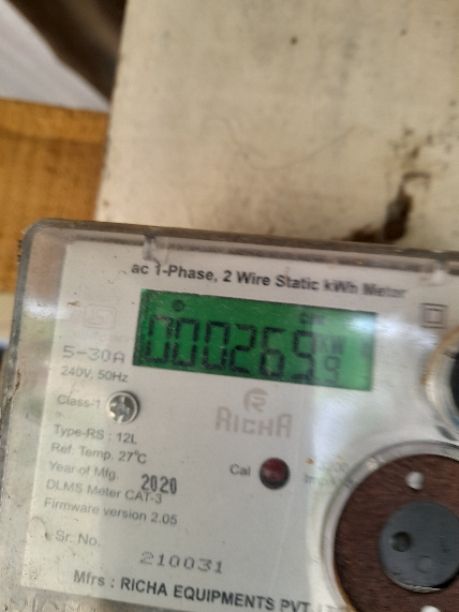 ac 1-Phase, 2 Wire Static kWh Meter
5-30A
240V, 50Hz
Class-1
Type-RS : 12L
Ref. Temp. 27°C
Year of Mfg. 2020
DLMS Meter CAT-3
Firmware version 2.05
Sr. No.
210031
Mfrs : RICHA EQUIPMENTS PVT
RICHA
Cal